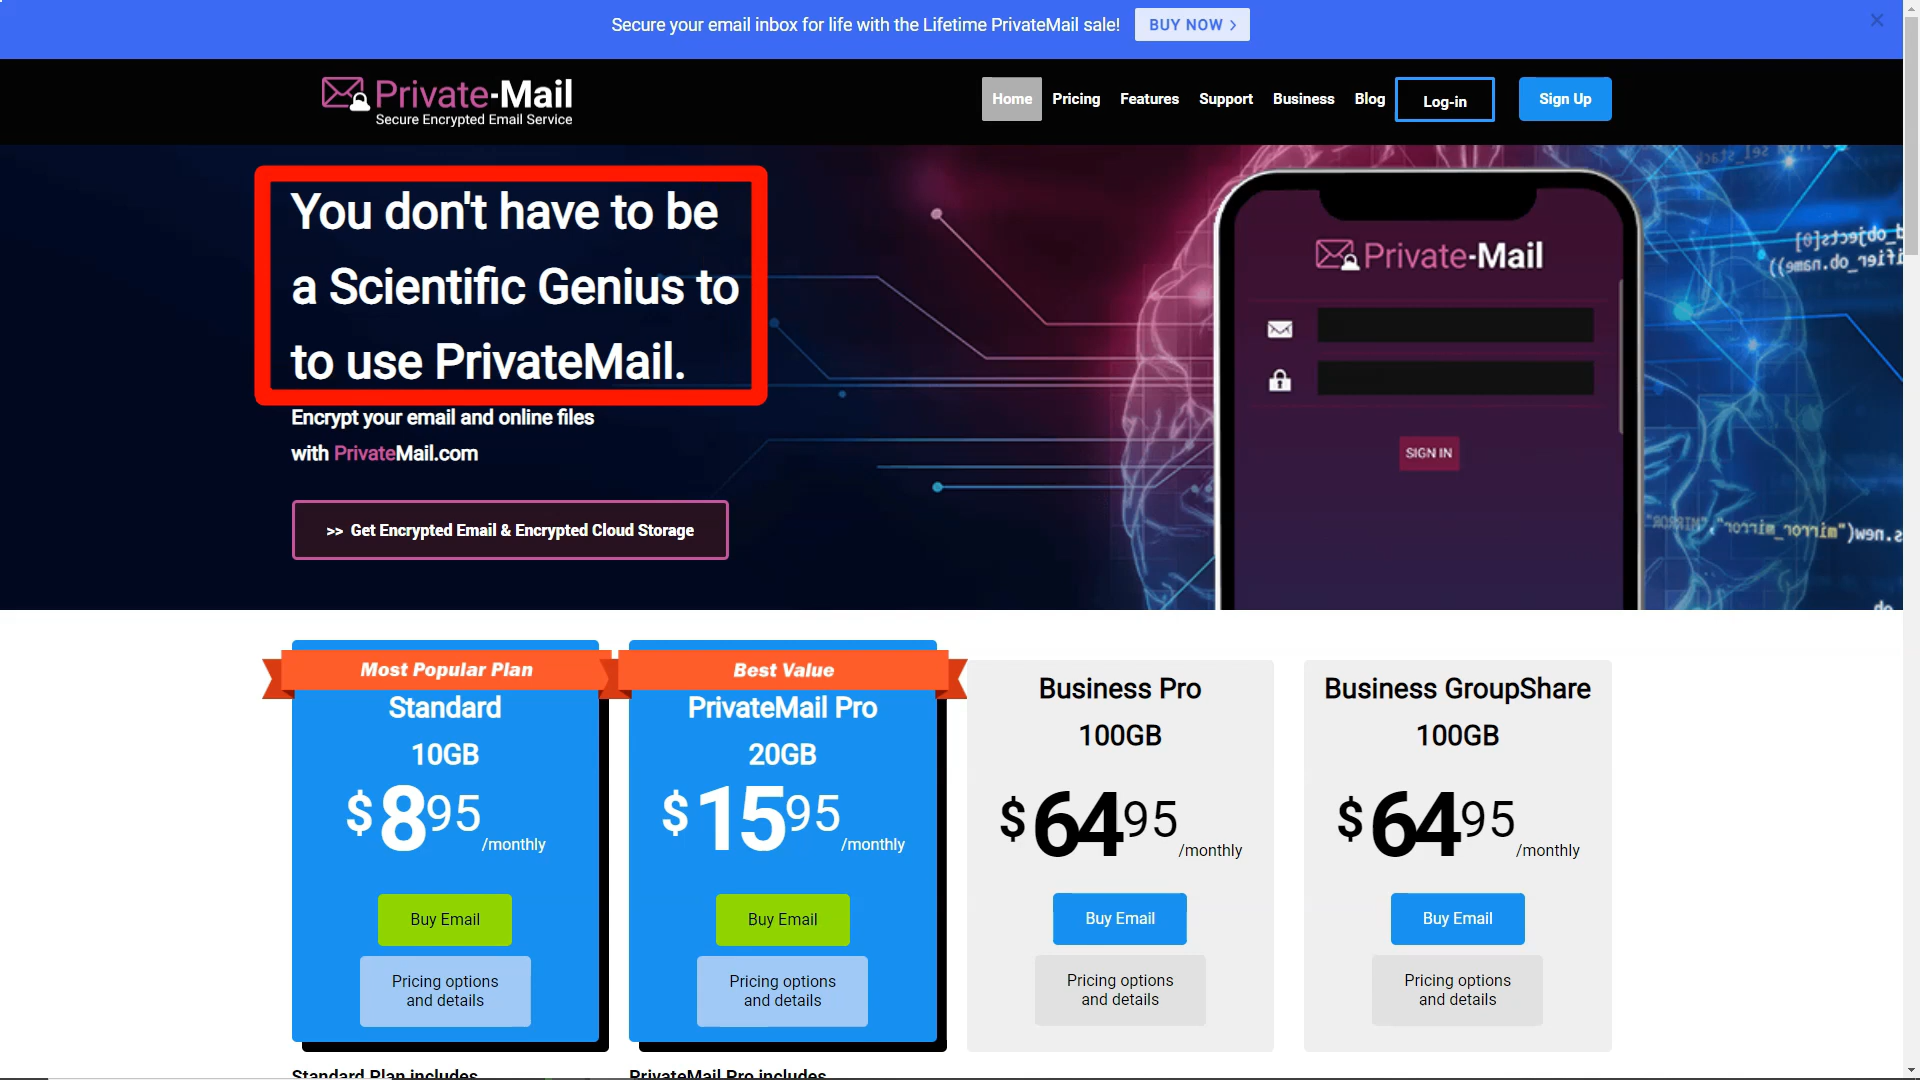 Secure your email inbox for life with the Lifetime PrivateMail sale!
BUY NOW >
Private-Mail
Secure Encrypted Email Service
Home
Pricing
Features
Support
Business
Blog
Log-in
Sign Up
You don't have to be
a Scientific Genius to
to use PrivateMail.
Encrypt your email and online files
with PrivateMail.com
>> Get Encrypted Email & Encrypted Cloud Storage
Private-Mail
SIGN IN
Most Popular Plan
Standard
10GB
$895
/monthly
Buy Email
Pricing options
and details
Best Value
PrivateMail Pro
20GB
$1595
/monthly
Buy Email
Pricing options
and details
Business Pro
100GB
$6495
/monthly
Buy Email
Pricing options
and details
Business GroupShare
100GB
$6495
/monthly
Buy Email
Pricing options
and details
Standard Plan includes
PrivateMail Pro includes